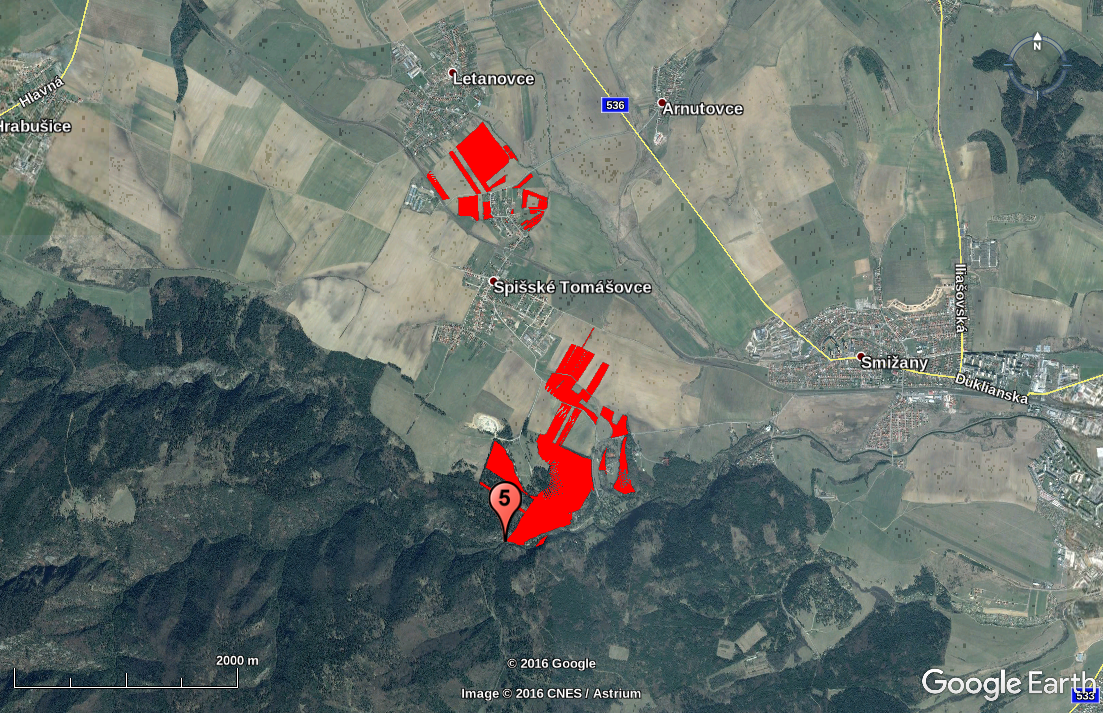 N
Letanovce
Hlavná
536
Arnutovce
Hrabušice
Spišské Tomášovce
Iliašovská
Smižany
Duklianska
5
2000 m
© 2016 Google
Image © 2016 CNES / Astrium
Google Earth
533